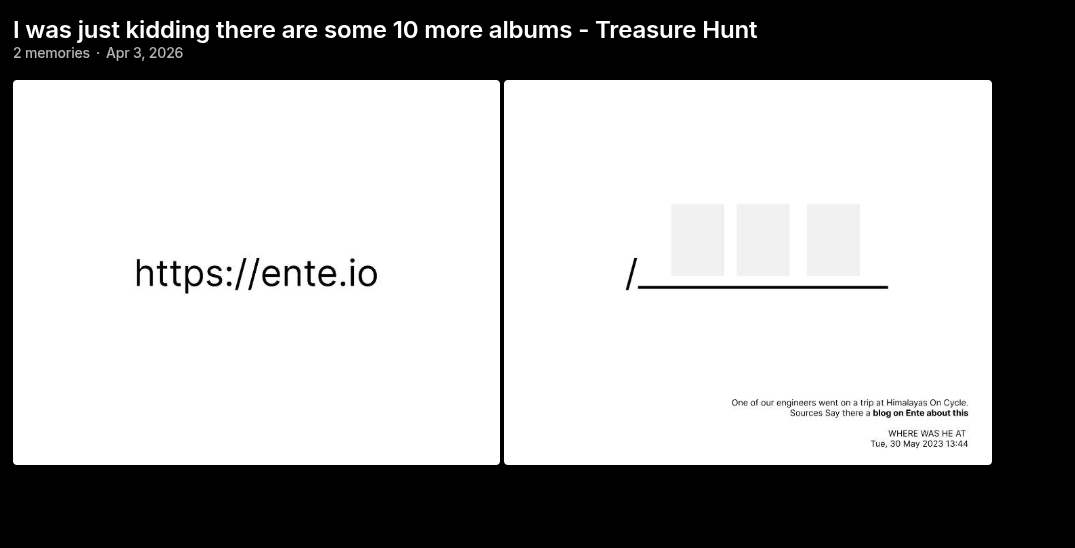 I was just kidding there are some 10 more albums - Treasure Hunt
2 memories · Apr 3, 2026
https://ente.io
/
One of our engineers went on a trip at Himalayas On Cycle.
Sources Say there a blog on Ente about this
WHERE WAS HE AT
Tue, 30 May 2023 13:44